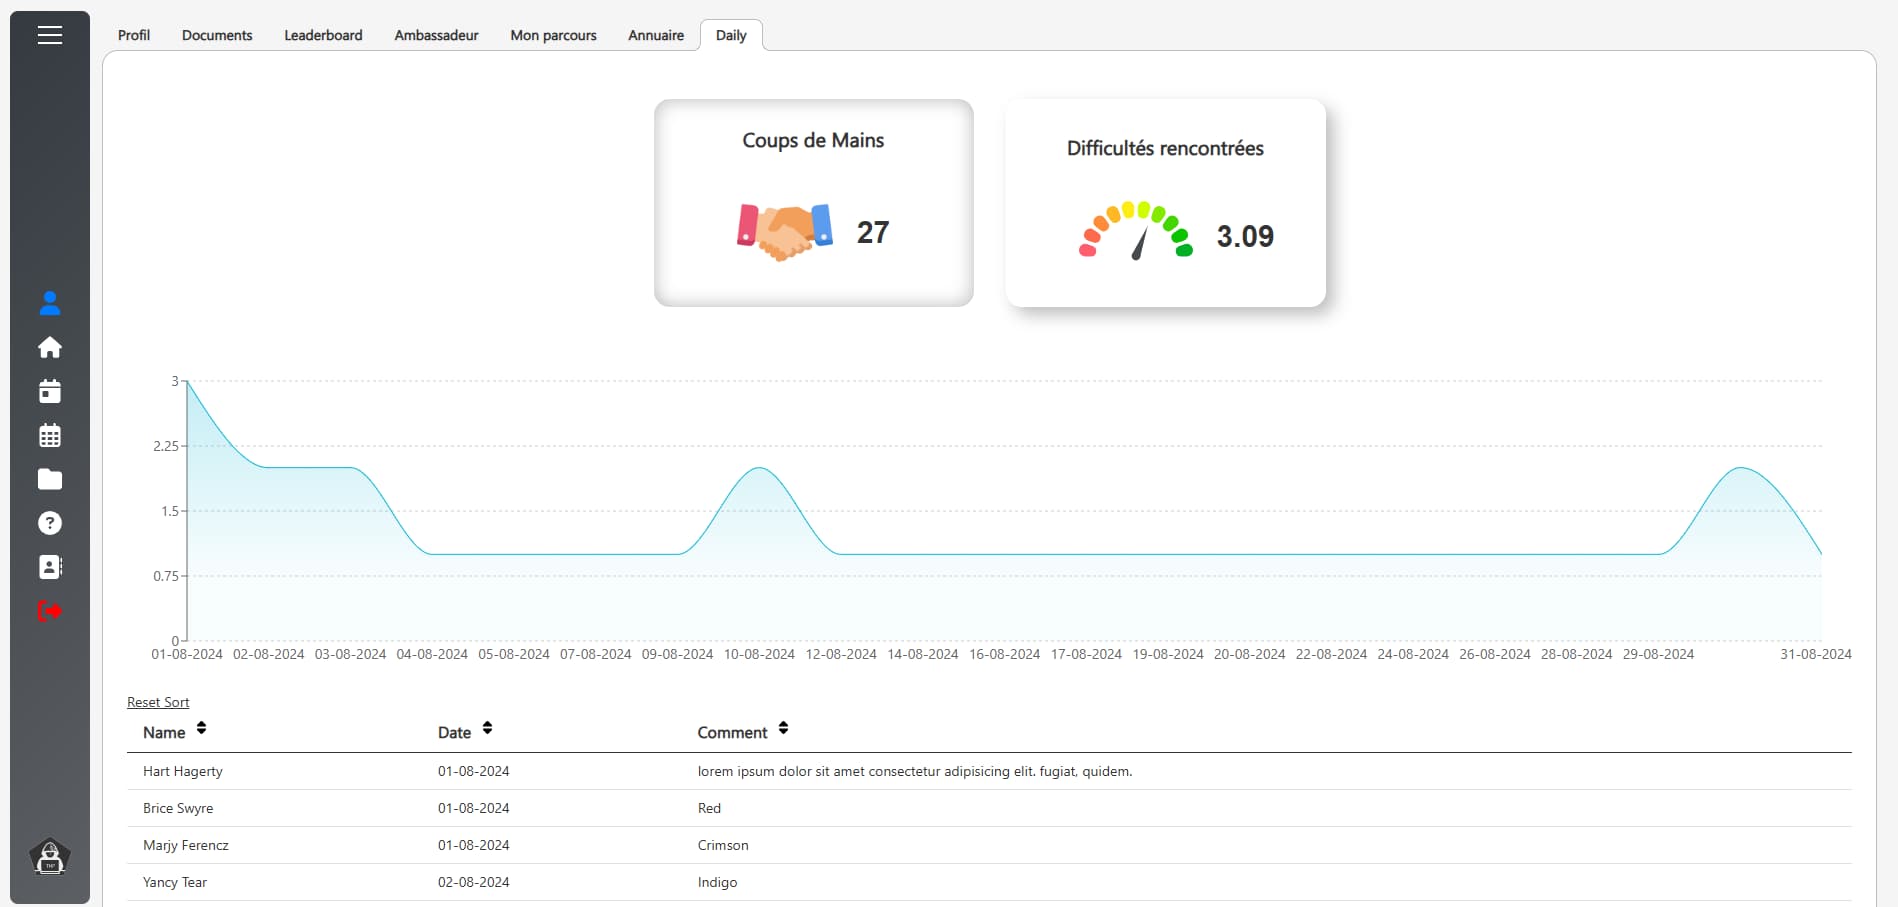 Profil Documents Leaderboard Ambassadeur Mon parcours Annuaire Daily
Coups de Mains
27
Difficultés rencontrées
3.09
3
2.25
1.5
0.75
0
01-08-2024 02-08-2024 03-08-2024 04-08-2024 05-08-2024 07-08-2024 09-08-2024 10-08-2024 12-08-2024 14-08-2024 16-08-2024 17-08-2024 19-08-2024 20-08-2024 22-08-2024 24-08-2024 26-08-2024 28-08-2024 29-08-2024 31-08-2024
Reset Sort
Name Date Comment
Hart Hagerty 01-08-2024 lorem ipsum dolor sit amet consectetur adipisicing elit. fugiat, quidem.
Brice Swyre 01-08-2024 Red
Marjy Ferencz 01-08-2024 Crimson
Yancy Tear 02-08-2024 Indigo